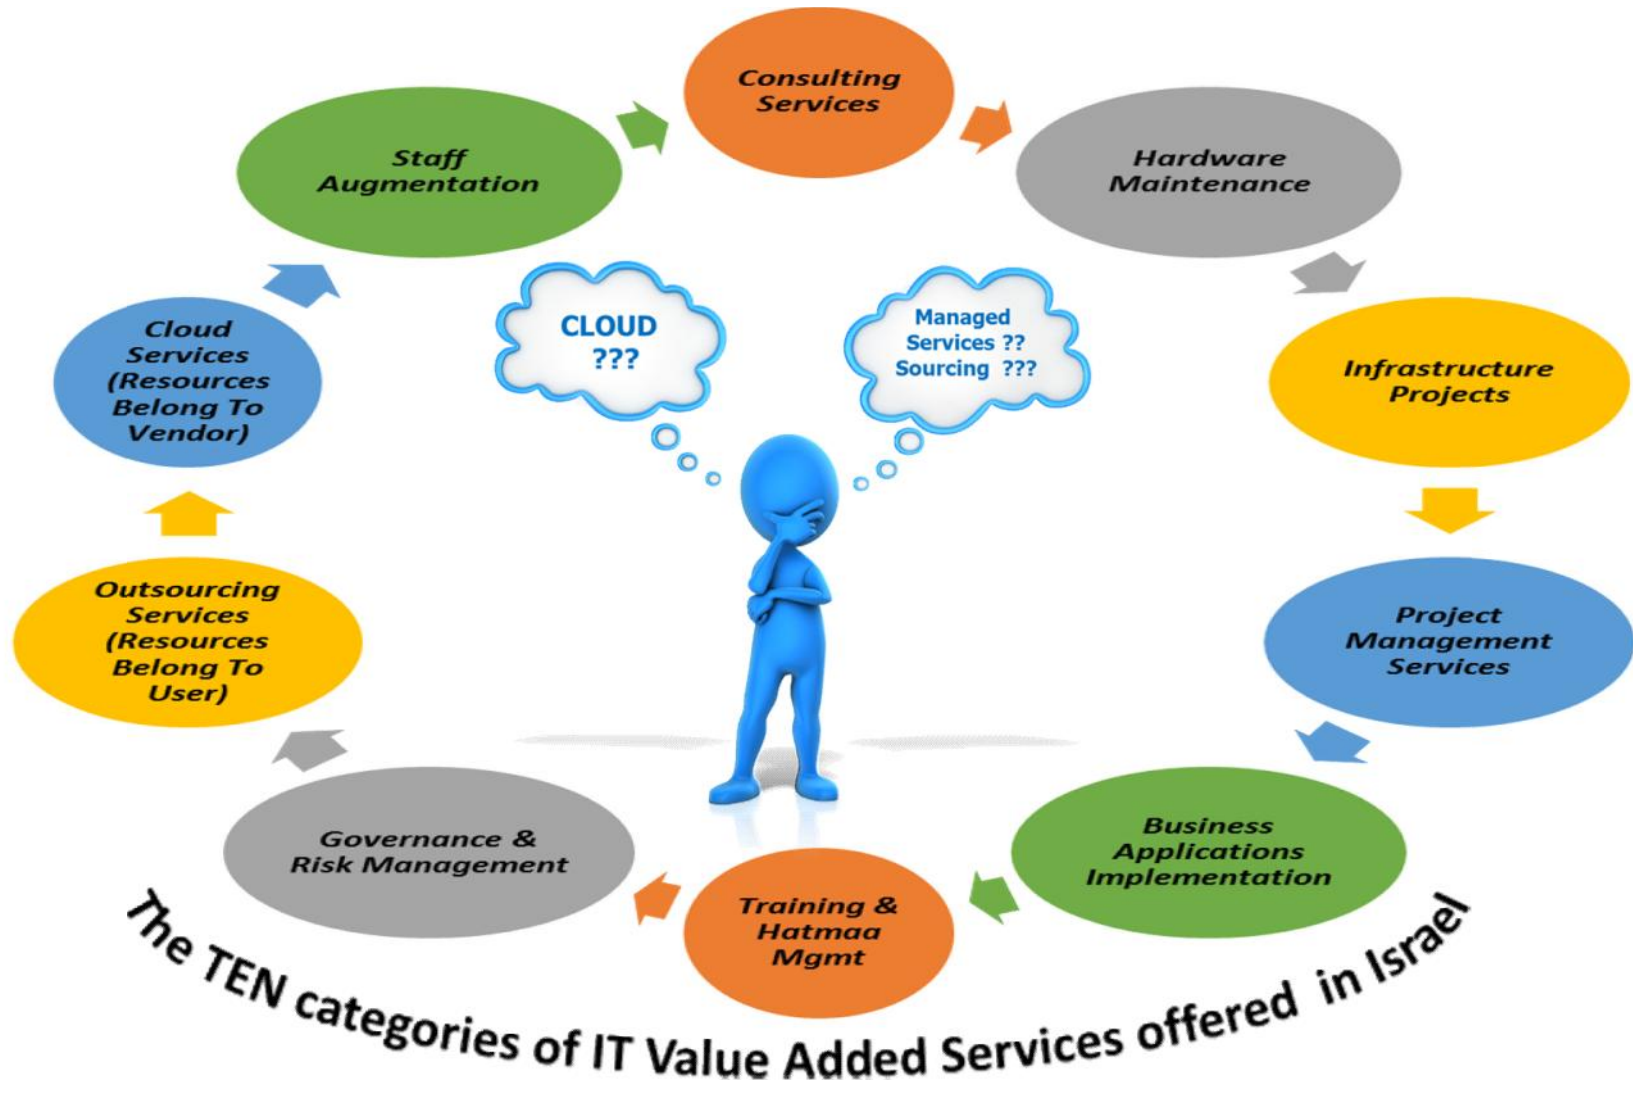 Consulting
Services
Hardware
Maintenance
Infrastructure
Projects
Project
Management
Services
Business
Applications
Implementation
Training &
Hatmaa
Mgmt
Governance &
Risk Management
Outsourcing
Services
(Resources
Belong To
User)
Cloud
Services
(Resources
Belong To
Vendor)
Staff
Augmentation
CLOUD
???
Managed
Services ??
Sourcing ???
The TEN categories of IT Value Added Services offered in Israel